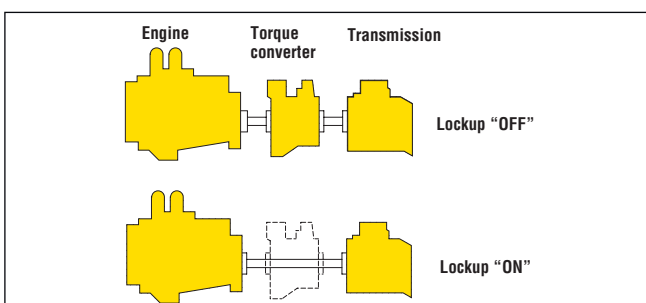 Engine
Torque
converter
Transmission
Lockup “OFF”
Lockup “ON”